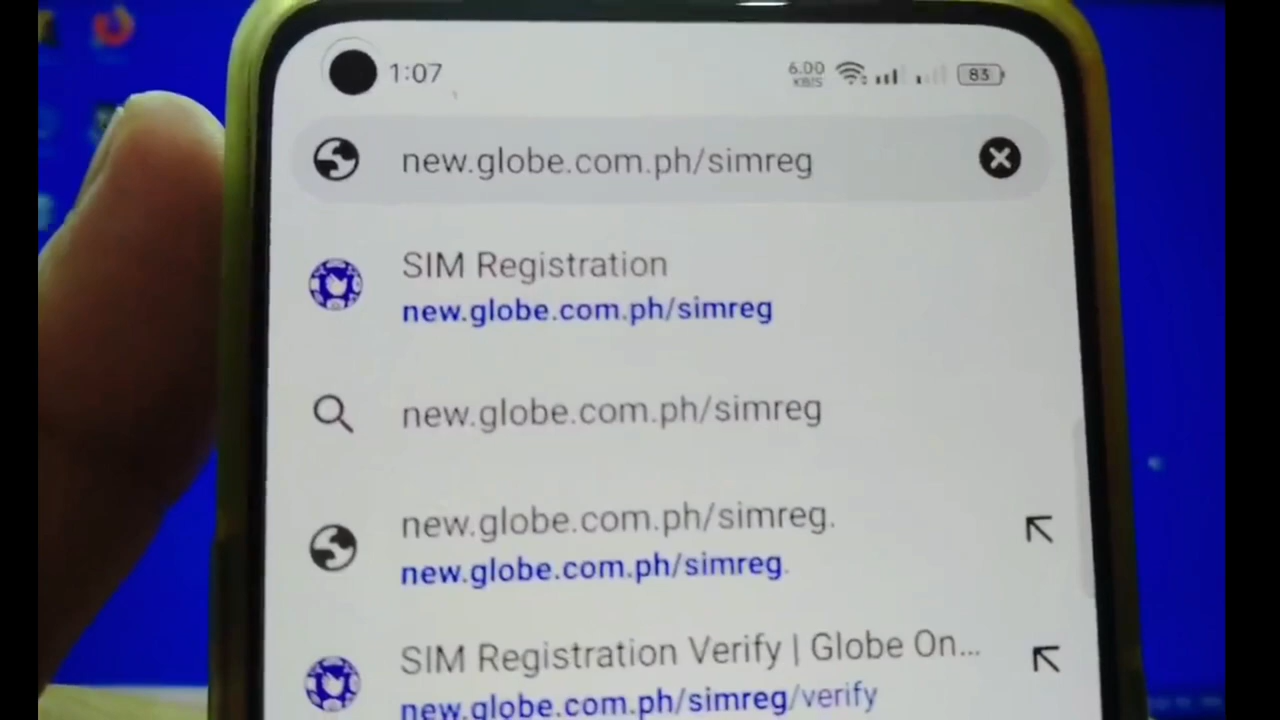 1:07
6.00
KB/S
83
new.globe.com.ph/simreg
SIM Registration
new.globe.com.ph/simreg
new.globe.com.ph/simreg
new.globe.com.ph/simreg.
new.globe.com.ph/simreg.
SIM Registration Verify | Globe On...
new.globe.com.ph/simreg/verify